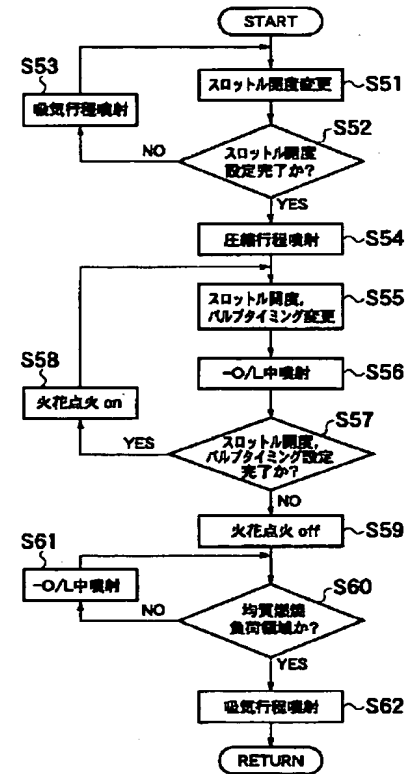 START
S53
スロットル開度変更
S51
吸気行程噴射
S52
NO
スロットル開度
設定完了か?
YES
圧縮行程噴射
S54
スロットル開度,
バルブタイミング変更
S55
S58
-O/L中噴射
S56
火花点火 on
S57
YES
スロットル開度,
バルブタイミング設定
完了か?
NO
火花点火 off
S59
S61
-O/L中噴射
S60
NO
均質燃焼
負荷領域か?
YES
吸気行程噴射
S62
RETURN